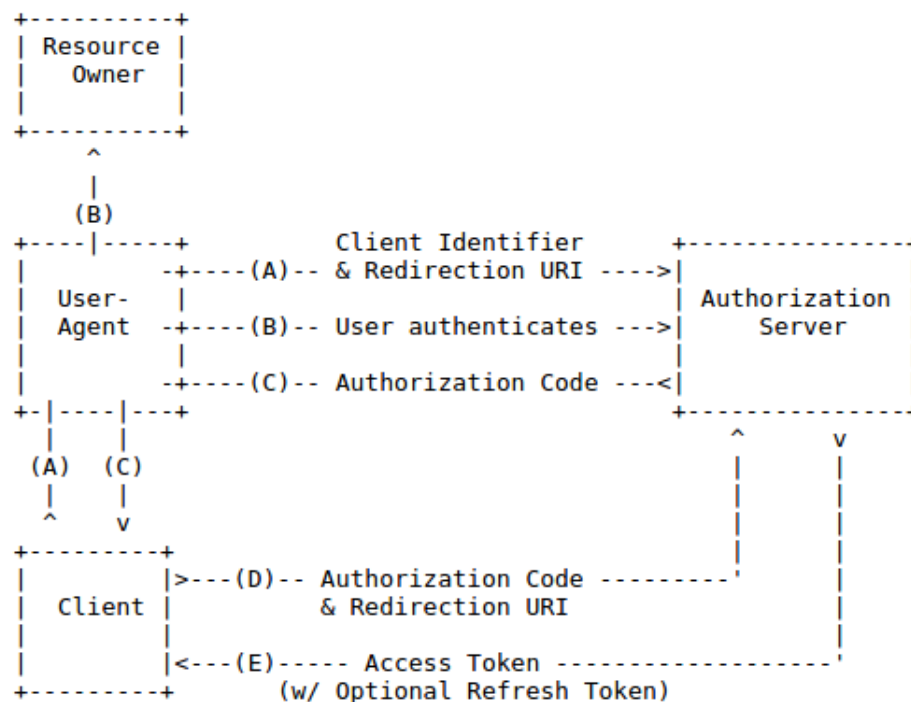 +----------+
| Resource |
|   Owner  |
|          |
+----------+
     ^
     |
    (B)
+----|-----+          Client Identifier      +----------------
|         -+----(A)-- & Redirection URI ---->|
|  User-   |                                 | Authorization
|  Agent  -+----(B)-- User authenticates --->|     Server
|          |                                 |
|         -+----(C)-- Authorization Code ---<|
+-|----|---+                                 +----------------
  |    |                                         ^      v
 (A)  (C)                                        |      |
  |    |                                         |      |
  ^    v                                         |      |
+---------+                                      |      |
|         |>---(D)-- Authorization Code ---------'      |
|  Client |          & Redirection URI                  |
|         |                                             |
|         |<---(E)----- Access Token -------------------'
+---------+       (w/ Optional Refresh Token)